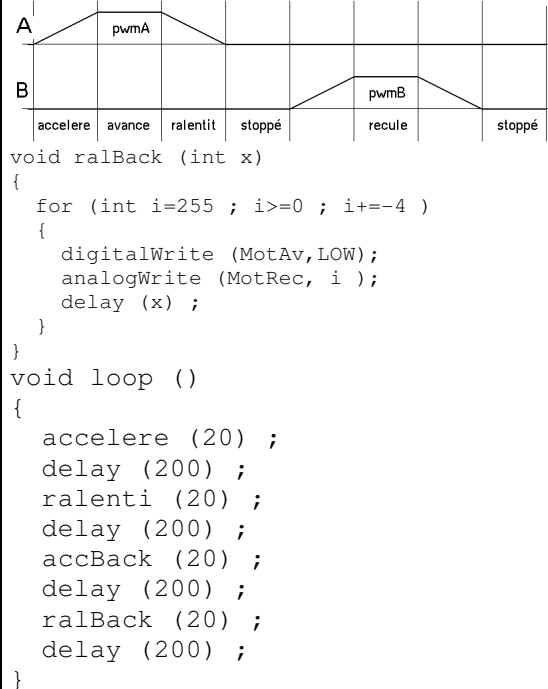 A
pwmA
B
pwmB
accelere avance ralentit stoppé recule stoppé
void ralBack (int x)
{
  for (int i=255 ; i>=0 ; i+=-4 )
  {
    digitalWrite (MotAv,LOW);
    analogWrite (MotRec, i );
    delay (x) ;
  }
}
void loop ()
{
  accelere (20) ;
  delay (200) ;
  ralenti (20) ;
  delay (200) ;
  accBack (20) ;
  delay (200) ;
  ralBack (20) ;
  delay (200) ;
}